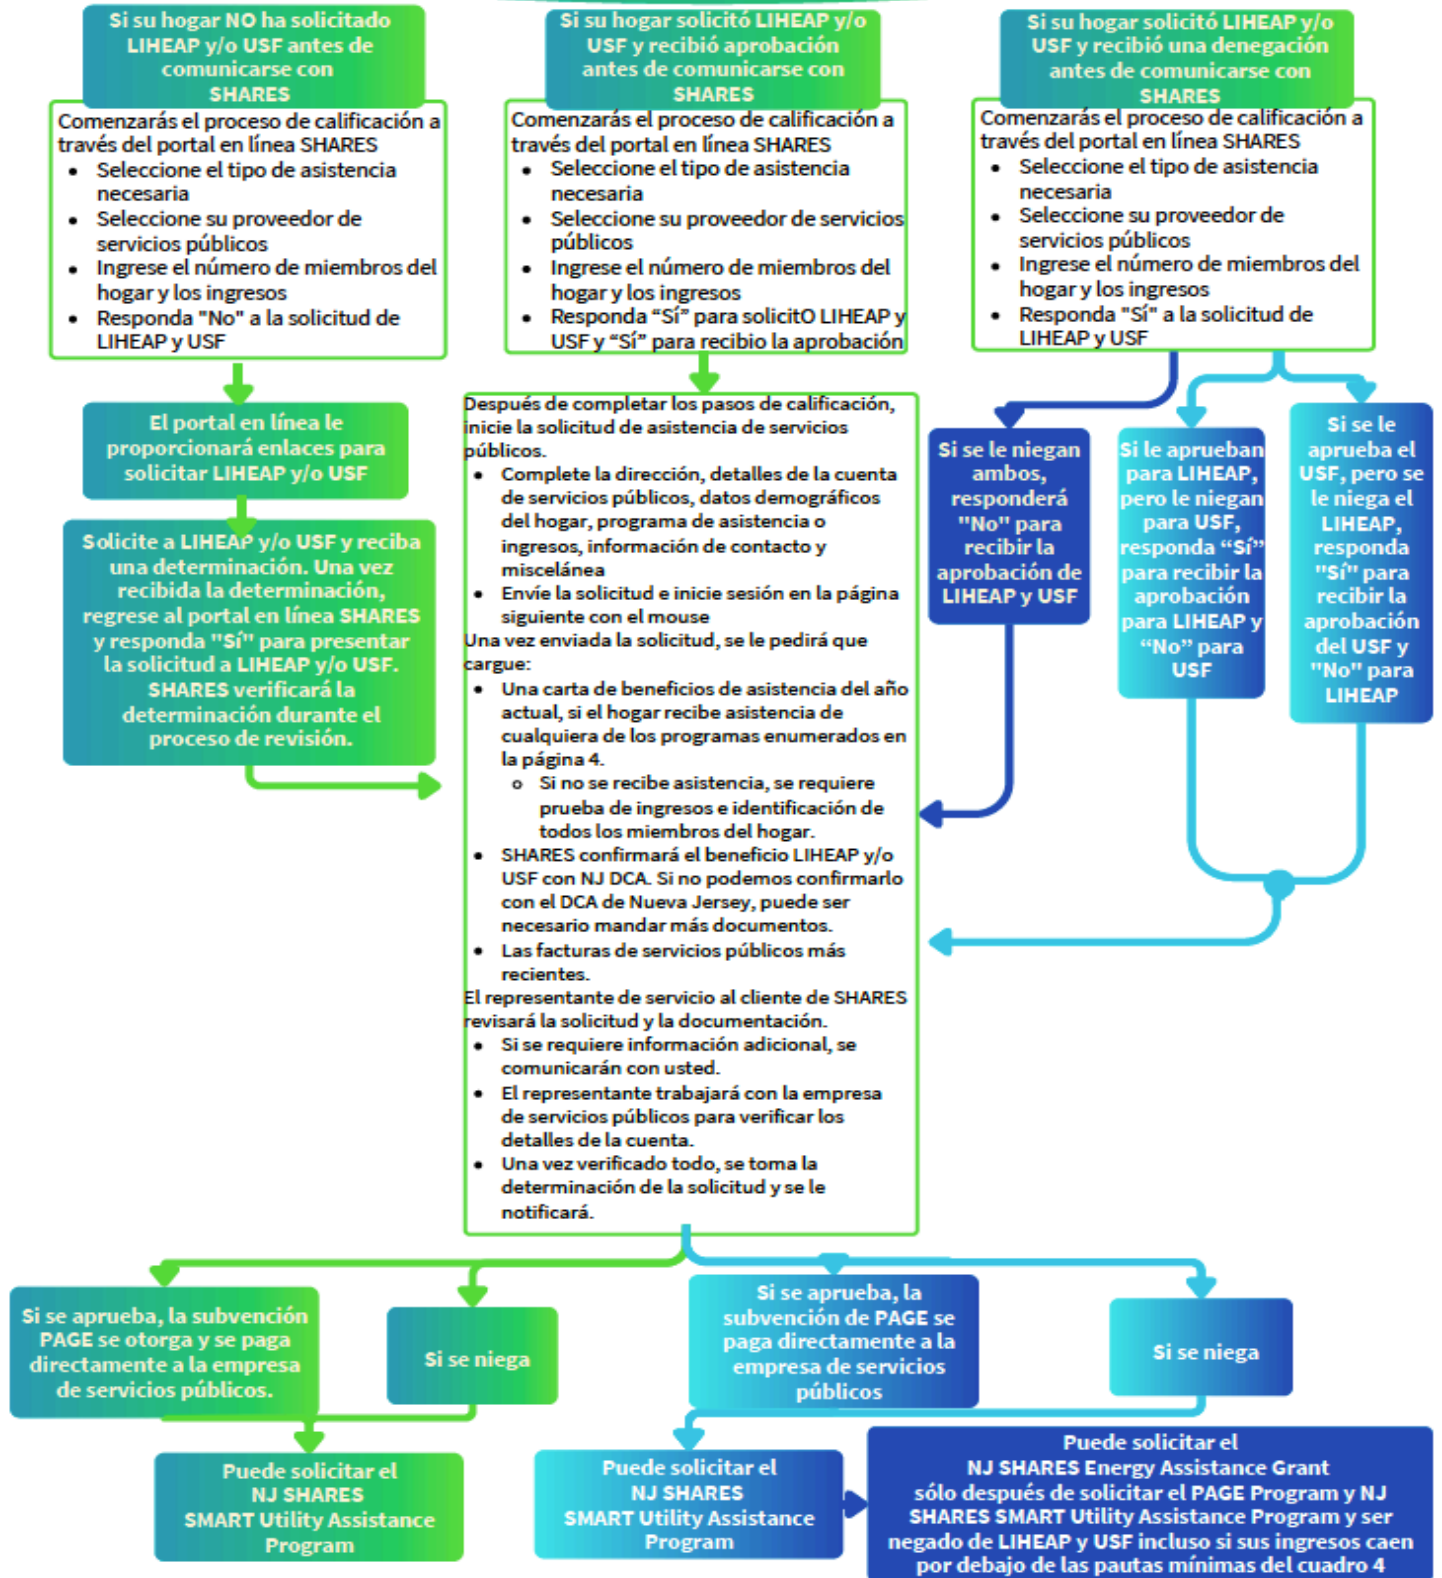 Si su hogar NO ha solicitado
LIHEAP y/o USF antes de
comunicarse con
SHARES
Comenzarás el proceso de calificación a
través del portal en línea SHARES
• Seleccione el tipo de asistencia
necesaria
• Seleccione su proveedor de
servicios públicos
• Ingrese el número de miembros del
hogar y los ingresos
• Responda "No" a la solicitud de
LIHEAP y USF
El portal en línea le
proporcionará enlaces para
solicitar LIHEAP y/o USF
Solicite a LIHEAP y/o USF y reciba
una determinación. Una vez
recibida la determinación,
regrese al portal en línea SHARES
y responda "Sí" para presentar
la solicitud a LIHEAP y/o USF.
SHARES verificará la
determinación durante el
proceso de revisión.
Si su hogar solicitó LIHEAP y/o
USF y recibió aprobación
antes de comunicarse con
SHARES
Comenzarás el proceso de calificación a
través del portal en línea SHARES
• Seleccione el tipo de asistencia
necesaria
• Seleccione su proveedor de servicios
públicos
• Ingrese el número de miembros del
hogar y los ingresos
• Responda “Sí” para solicitO LIHEAP y
USF y “Sí” para recibio la aprobación
Si su hogar solicitó LIHEAP y/o
USF y recibió una denegación
antes de comunicarse con
SHARES
Comenzarás el proceso de calificación a
través del portal en línea SHARES
• Seleccione el tipo de asistencia
necesaria
• Seleccione su proveedor de
servicios públicos
• Ingrese el número de miembros del
hogar y los ingresos
• Responda "Sí" a la solicitud de
LIHEAP y USF
Si se le niegan
ambos,
responderá
"No" para
recibir la
aprobación de
LIHEAP y USF
Si le aprueban
para LIHEAP,
pero le niegan
para USF,
responda “Sí”
para recibir la
aprobación
para LIHEAP y
“No” para
USF
Si se le
aprueba el
USF, pero se
le niega el
LIHEAP,
responda
"Sí" para
recibir la
aprobación
del USF y
"No" para
LIHEAP
Después de completar los pasos de calificación,
inicie la solicitud de asistencia de servicios
públicos.
• Complete la dirección, detalles de la cuenta
de servicios públicos, datos demográficos
del hogar, programa de asistencia o
ingresos, información de contacto y
miscelánea
• Envíe la solicitud e inicie sesión en la página
siguiente con el mouse
Una vez enviada la solicitud, se le pedirá que
cargue:
• Una carta de beneficios de asistencia del año
actual, si el hogar recibe asistencia de
cualquiera de los programas enumerados en
la página 4.
o Si no se recibe asistencia, se requiere
prueba de ingresos e identificación de
todos los miembros del hogar.
• SHARES confirmará el beneficio LIHEAP y/o
USF con NJ DCA. Si no podemos confirmarlo
con el DCA de Nueva Jersey, puede ser
necesario mandar más documentos.
• Las facturas de servicios públicos más
recientes.
El representante de servicio al cliente de SHARES
revisará la solicitud y la documentación.
• Si se requiere información adicional, se
comunicarán con usted.
• El representante trabajará con la empresa
de servicios públicos para verificar los
detalles de la cuenta.
• Una vez verificado todo, se toma la
determinación de la solicitud y se le
notificará.
Si se aprueba, la subvención
PAGE se otorga y se paga
directamente a la empresa
de servicios públicos.
Si se niega
Puede solicitar el
NJ SHARES
SMART Utility Assistance
Program
Si se aprueba, la
subvención de PAGE se
paga directamente a la
empresa de servicios
públicos
Si se niega
Puede solicitar el
NJ SHARES
SMART Utility Assistance
Program
Puede solicitar el
NJ SHARES Energy Assistance Grant
sólo después de solicitar el PAGE Program y NJ
SHARES SMART Utility Assistance Program y ser
negado de LIHEAP y USF incluso si sus ingresos caen
por debajo de las pautas mínimas del cuadro 4